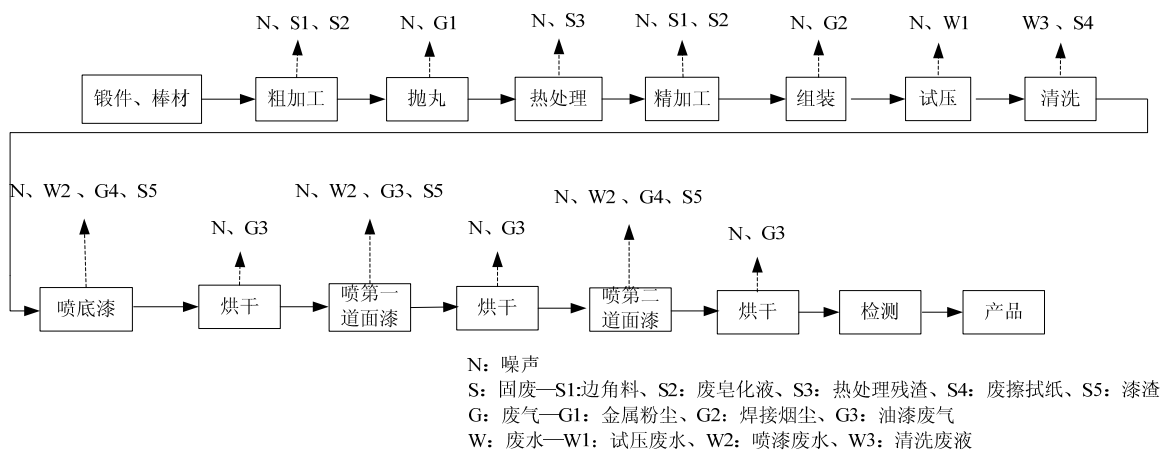 N、S1、S2
N、G1
N、S3
N、S1、S2
N、G2
N、W1
W3、S4
锻件、棒材
粗加工
抛丸
热处理
精加工
组装
试压
清洗
N、W2 、G4、S5
N、G3
N、W2 、G3、S5
N、G3
N、W2 、G4、S5
N、G3
喷底漆
烘干
喷第一
道面漆
烘干
喷第二
道面漆
烘干
检测
产品
N：噪声
S：固废—S1:边角料、S2：废皂化液、S3：热处理残渣、S4：废擦拭纸、S5：漆渣
G：废气—G1：金属粉尘、G2：焊接烟尘、G3：油漆废气
W：废水—W1：试压废水、W2：喷漆废水、W3：清洗废液